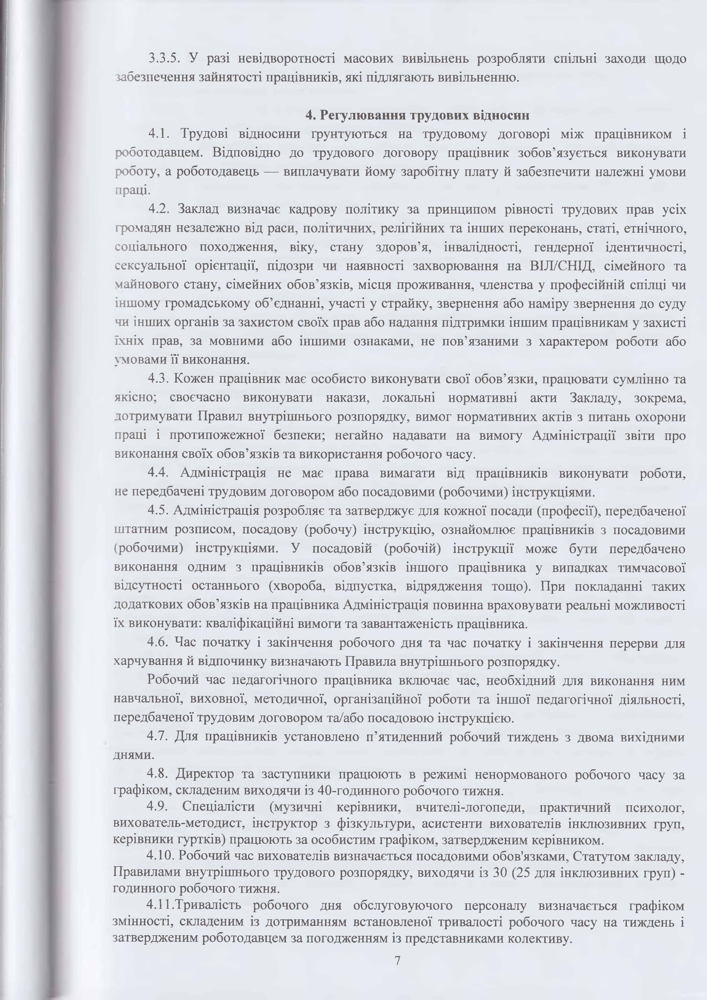 3.3.5. У разі невідворотності масових вивільнень розробляти спільні заходи щодо
забезпечення зайнятості працівників, які підлягають вивільненню.
4. Регулювання трудових відносин
4.1. Трудові відносини ґрунтуються на трудовому договорі між працівником і
роботодавцем. Відповідно до трудового договору працівник зобов’язується виконувати
роботу, а роботодавець — виплачувати йому заробітну плату й забезпечити належні умови
праці.
4.2. Заклад визначає кадрову політику за принципом рівності трудових прав усіх
громадян незалежно від раси, політичних, релігійних та інших переконань, статі, етнічного,
соціального походження, віку, стану здоров’я, інвалідності, гендерної ідентичності,
сексуальної орієнтації, підозри чи наявності захворювання на ВІЛ/СНІД, сімейного та
майнового стану, сімейних обов’язків, місця проживання, членства у професійній спілці чи
іншому громадському об’єднанні, участі у страйку, звернення або наміру звернення до суду
чи інших органів за захистом своїх прав або надання підтримки іншим працівникам у захисті
їхніх прав, за мовними або іншими ознаками, не пов’язаними з характером роботи або
умовами її виконання.
4.3. Кожен працівник має особисто виконувати свої обов’язки, працювати сумлінно та
якісно; своєчасно виконувати накази, локальні нормативні акти Закладу, зокрема,
дотримувати Правил внутрішнього розпорядку, вимог нормативних актів з питань охорони
праці і протипожежної безпеки; негайно надавати на вимогу Адміністрації звіти про
виконання своїх обов’язків та використання робочого часу.
4.4. Адміністрація не має права вимагати від працівників виконувати роботи,
не передбачені трудовим договором або посадовими (робочими) інструкціями.
4.5. Адміністрація розробляє та затверджує для кожної посади (професії), передбаченої
штатним розписом, посадову (робочу) інструкцію, ознайомлює працівників з посадовими
(робочими) інструкціями. У посадовій (робочій) інструкції може бути передбачено
виконання одним з працівників обов’язків іншого працівника у випадках тимчасової
відсутності останнього (хвороба, відпустка, відрядження тощо). При покладанні таких
додаткових обов’язків на працівника Адміністрація повинна враховувати реальні можливості
їх виконувати: кваліфікаційні вимоги та завантаженість працівника.
4.6. Час початку і закінчення робочого дня та час початку і закінчення перерви для
харчування й відпочинку визначають Правила внутрішнього розпорядку.
Робочий час педагогічного працівника включає час, необхідний для виконання ним
навчальної, виховної, методичної, організаційної роботи та іншої педагогічної діяльності,
передбаченої трудовим договором та/або посадовою інструкцією.
4.7. Для працівників установлено п’ятиденний робочий тиждень з двома вихідними
днями.
4.8. Директор та заступники працюють в режимі ненормованого робочого часу за
графіком, складеним виходячи із 40-годинного робочого тижня.
4.9. Спеціалісти (музичні керівники, вчителі-логопеди, практичний психолог,
вихователь-методист, інструктор з фізкультури, асистенти вихователів інклюзивних груп,
керівники гуртків) працюють за особистим графіком, затвердженим керівником.
4.10. Робочий час вихователів визначається посадовими обов'язками, Статутом закладу,
Правилами внутрішнього трудового розпорядку, виходячи із 30 (25 для інклюзивних груп) -
годинного робочого тижня.
4.11.Тривалість робочого дня обслуговуючого персоналу визначається графіком
змінності, складеним із дотриманням встановленої тривалості робочого часу на тиждень і
затвердженим роботодавцем за погодженням із представниками колективу.
7